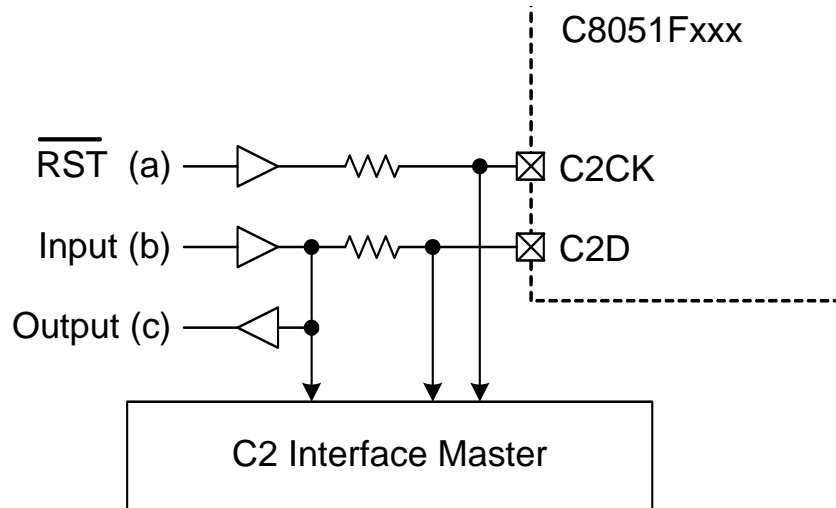 C8051Fxxx
RST (a)
C2CK
Input (b)
C2D
Output (c)
C2 Interface Master